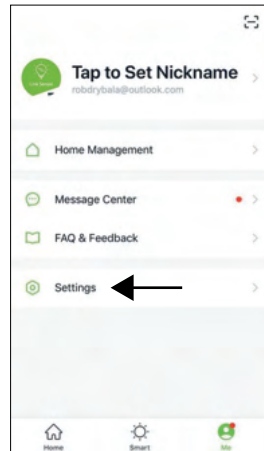 Tap to Set Nickname
robdrybala@outlook.com
Home Management
Message Center
FAQ & Feedback
Settings
Home
Smart
Me